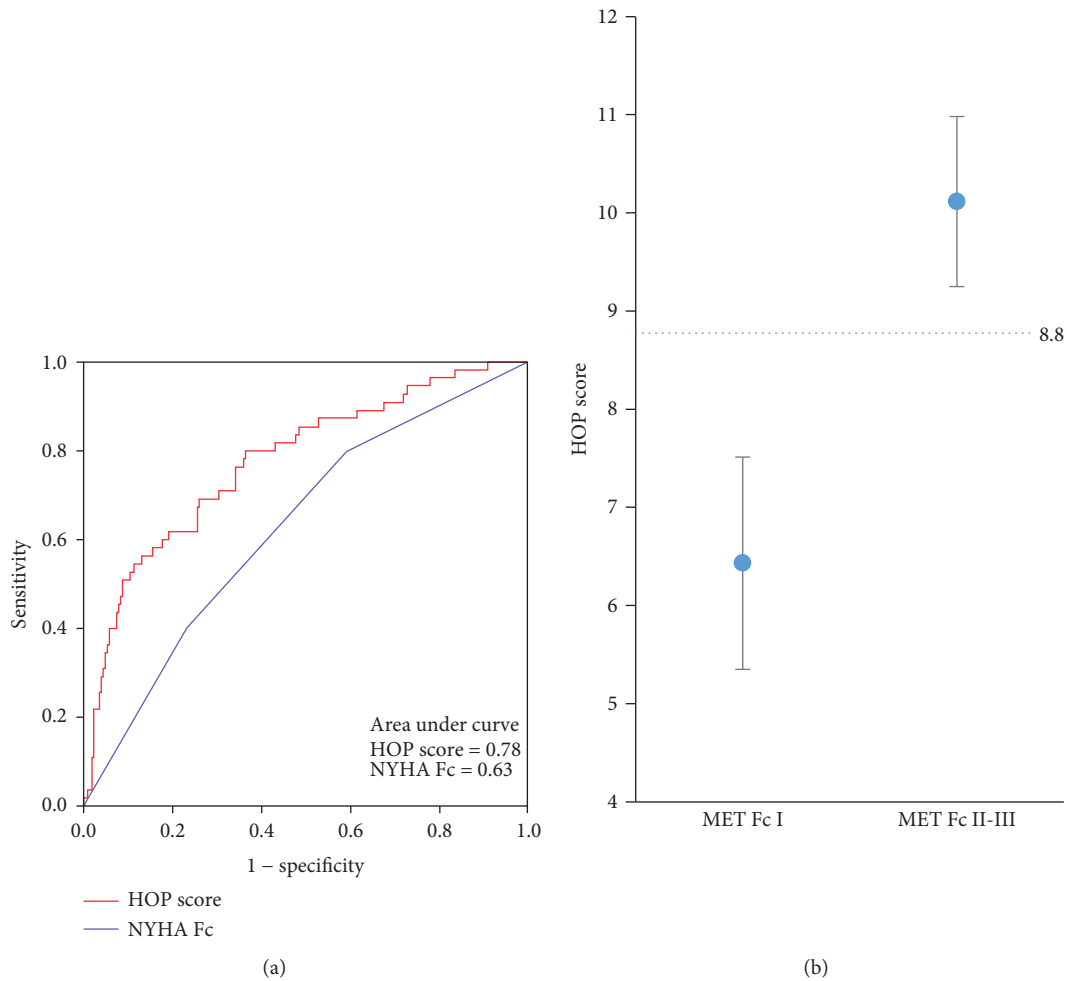 1.0
0.8
0.6
0.4
0.2
0.0
Sensitivity
Area under curve
HOP score = 0.78
NYHA Fc = 0.63
0.0 0.2 0.4 0.6 0.8 1.0
1 − specificity
HOP score
NYHA Fc
(a)
12
11
10
9
8
7
6
5
4
HOP score
8.8
MET Fc I MET Fc II-III
(b)